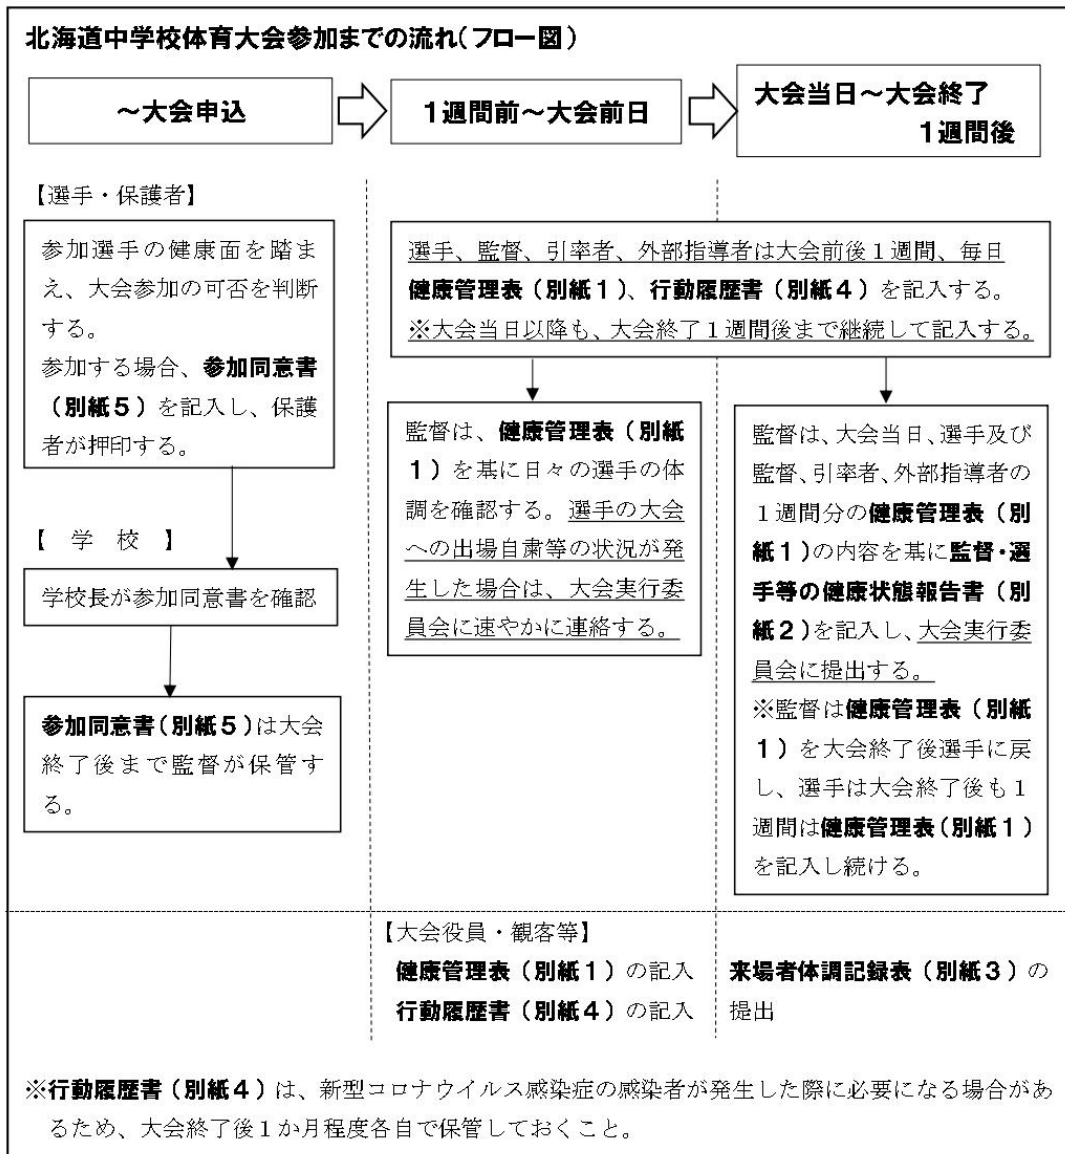 北海道中学校体育大会参加までの流れ(フロー図)
～大会申込
1週間前～大会前日
大会当日～大会終了
1週間後
【選手・保護者】
参加選手の健康面を踏ま
え、大会参加の可否を判断
する。
参加する場合、参加同意書
(別紙5)を記入し、保護
者が押印する。
【　学　校　】
学校長が参加同意書を確認
参加同意書(別紙5)は大会
終了後まで監督が保管す
る。
選手、監督、引率者、外部指導者は大会前後1週間、毎日
健康管理表(別紙1)、行動履歴書(別紙4)を記入する。
※大会当日以降も、大会終了1週間後まで継続して記入する。
監督は、健康管理表(別紙
1)を基に日々の選手の体
調を確認する。選手の大会
への出場自粛等の状況が発
生した場合は、大会実行委
員会に速やかに連絡する。
監督は、大会当日、選手及び
監督、引率者、外部指導者の
1週間分の健康管理表(別
紙1)の内容を基に監督・選
手等の健康状態報告書(別
紙2)を記入し、大会実行委
員会に提出する。
※監督は健康管理表(別紙
1)を大会終了後選手に戻
し、選手は大会終了後も1
週間は健康管理表(別紙1)
を記入し続ける。
【大会役員・観客等】
健康管理表(別紙1)の記入
行動履歴書(別紙4)の記入
来場者体調記録表(別紙3)の
提出
※行動履歴書(別紙4)は、新型コロナウイルス感染症の感染者が発生した際に必要になる場合があ
るため、大会終了後1か月程度各自で保管しておくこと。